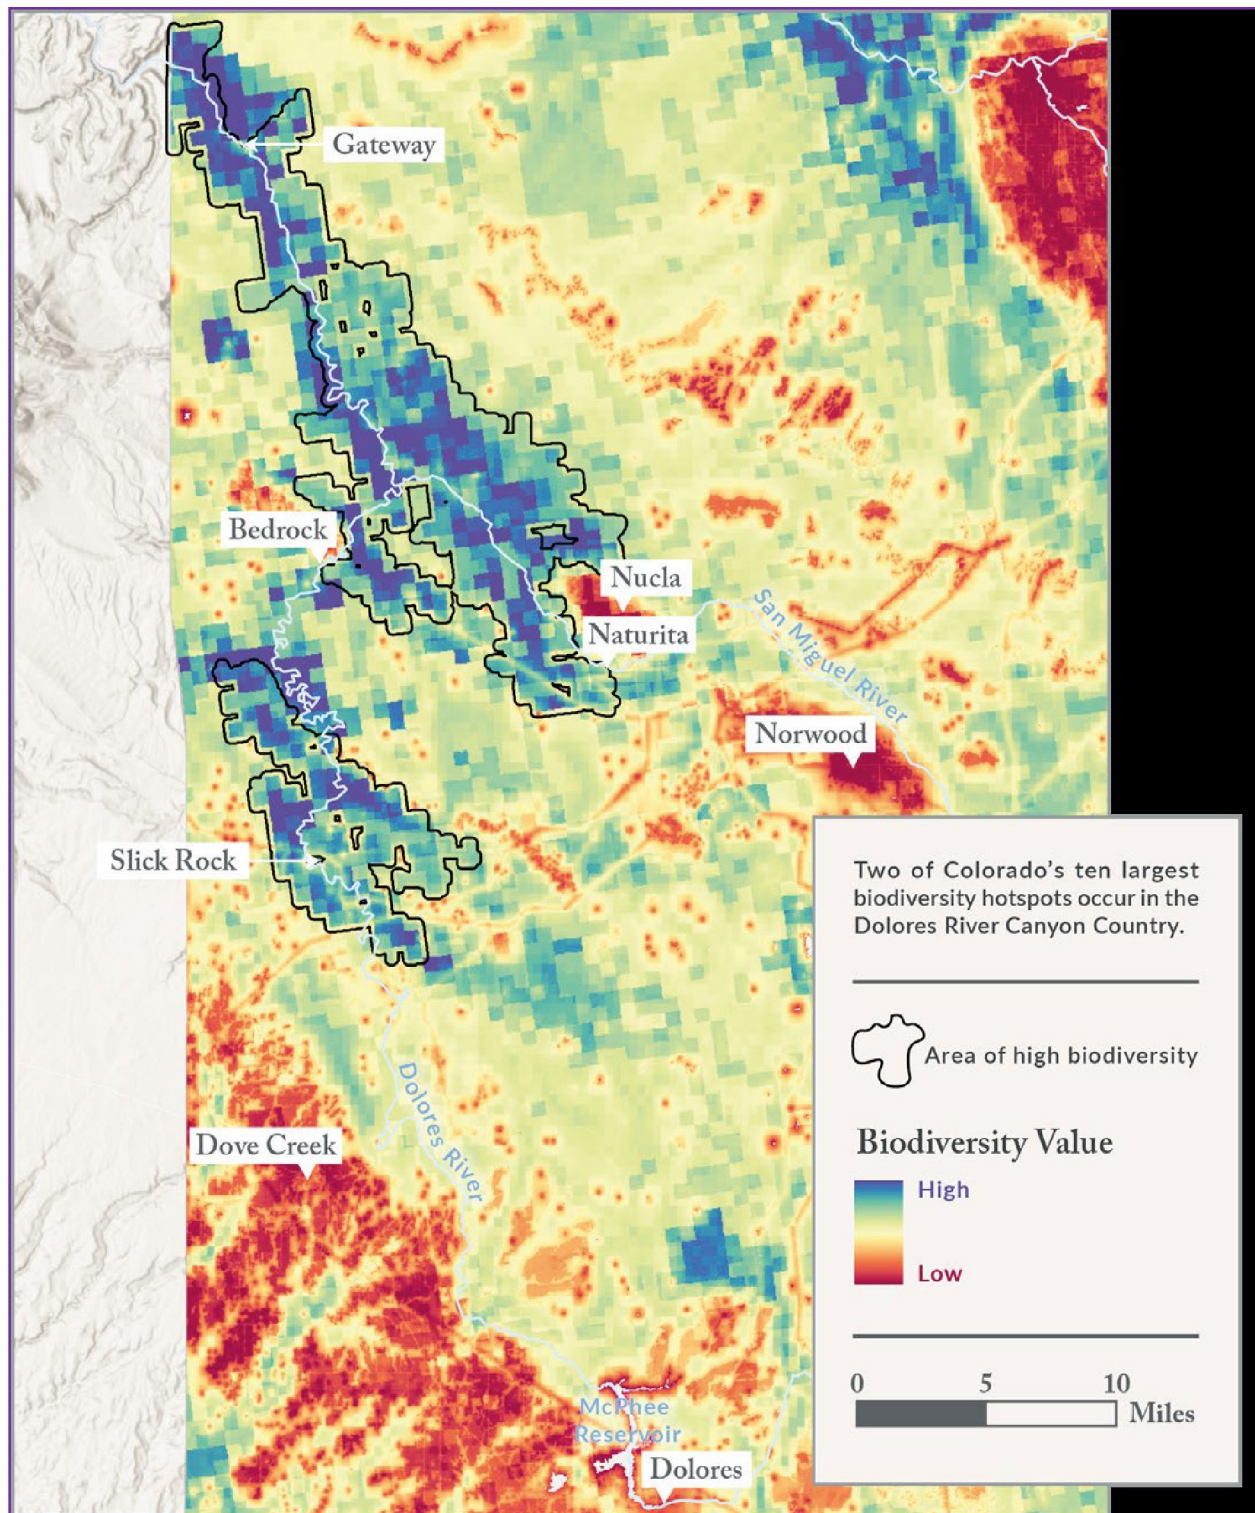 Gateway
Bedrock
Nucla
Naturita
San Miguel River
Norwood
Slick Rock
Dolores River
Dove Creek
McPhee
Reservoir
Dolores
Two of Colorado's ten largest
biodiversity hotspots occur in the
Dolores River Canyon Country.
Area of high biodiversity
Biodiversity Value
High
Low
0 5 10
Miles